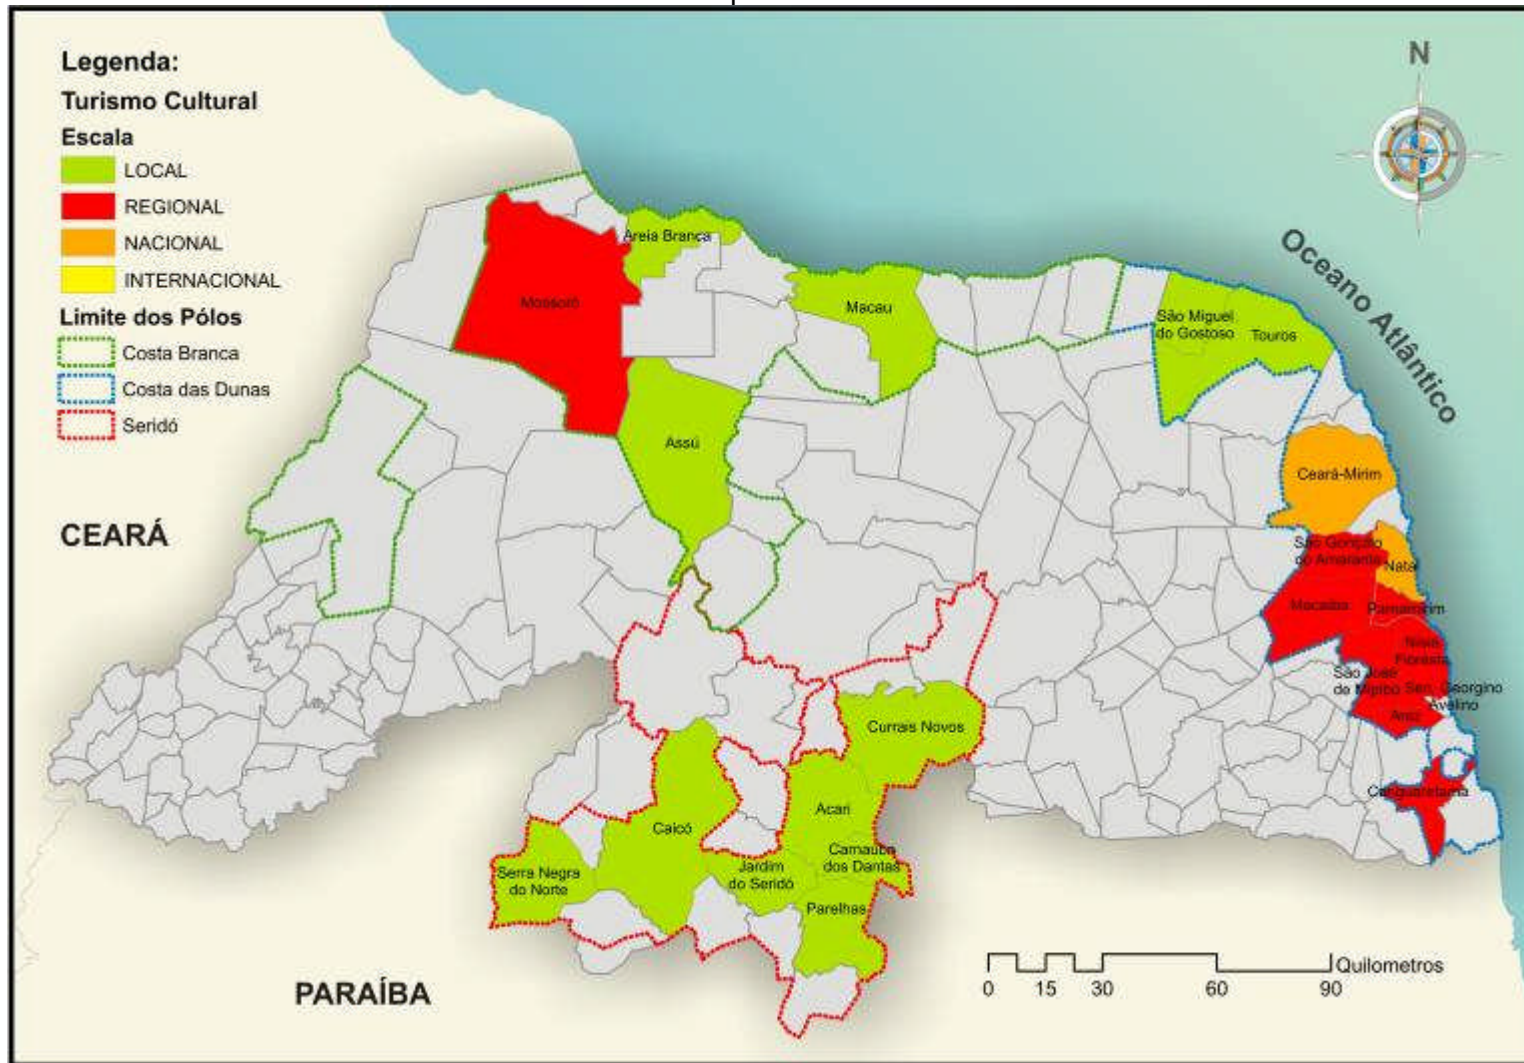 Legenda:
Turismo Cultural
Escala
LOCAL
REGIONAL
NACIONAL
INTERNACIONAL
Limite dos Pólos
Costa Branca
Costa das Dunas
Seridó
N
Oceano Atlântico
CEARÁ
PARAÍBA
Mossoró
Areia Branca
Macau
São Miguel
do Gostoso
Touros
Assú
Ceará-Mirim
São Gonçalo
do Amarante
Natal
Macaíba
Parnamirim
Nísia
Floresta
São José
de Mipibú
Sen. Georgino
Avelino
Arez
Canguaretama
Currais Novos
Acari
Caicó
Carnaúba
dos Dantas
Jardim
do Seridó
Serra Negra
do Norte
Parelhas
Quilometros
0 15 30 60 90